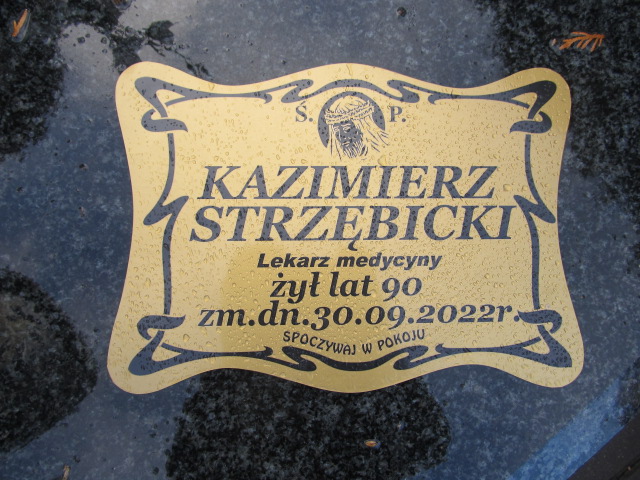 Ś. P.
KAZIMIERZ
STRZĘBICKI
Lekarz medycyny
żył lat 90
zm.dn.30.09.2022r.
SPOCZYWAJ W POKOJU